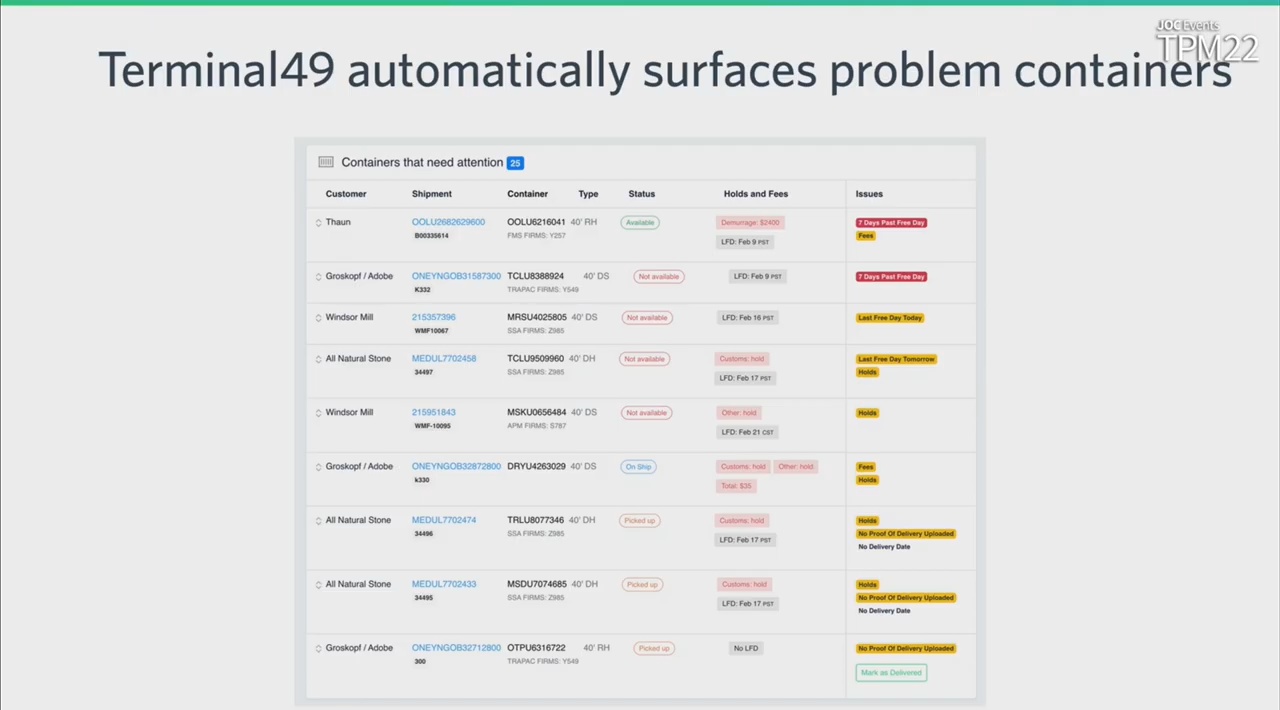 JOC Events
TPM22
Terminal49 automatically surfaces problem containers
Containers that need attention 25
Customer Shipment Container Type Status Holds and Fees Issues
Thaun OOLU2682629600 OOLU6216041 40' RH Available Demurrage: $2400 7 Days Past Free Day
B00335614 FMS FIRMS: Y257 LFD: Feb 9 PST Fees
Groskopf / Adobe ONEYNGOB31587300 TCLU8388924 40' DS Not available LFD: Feb 9 PST 7 Days Past Free Day
K332 TRAPAC FIRMS: Y549
Windsor Mill 215357396 MRSU4025805 40' DS Not available LFD: Feb 16 PST Last Free Day Today
WMF10067 SSA FIRMS: Z985
All Natural Stone MEDUL7702458 TCLU9509960 40' DH Not available Customs: hold Last Free Day Tomorrow
34497 SSA FIRMS: Z985 LFD: Feb 17 PST Holds
Windsor Mill 215951843 MSKU0656484 40' DS Not available Other: hold Holds
WMF-10095 APM FIRMS: S787 LFD: Feb 21 CST
Groskopf / Adobe ONEYNGOB32872800 DRYU4263029 40' DS On Ship Customs: hold Other: hold Fees
k330 Total: $35 Holds
All Natural Stone MEDUL7702474 TRLU8077346 40' DH Picked up Customs: hold Holds
34496 SSA FIRMS: Z985 LFD: Feb 17 PST No Proof Of Delivery Uploaded
No Delivery Date
All Natural Stone MEDUL7702433 MSDU7074685 40' DH Picked up Customs: hold Holds
34495 SSA FIRMS: Z985 LFD: Feb 17 PST No Proof Of Delivery Uploaded
No Delivery Date
Groskopf / Adobe ONEYNGOB32712800 OTPU6316722 40' RH Picked up No LFD No Proof Of Delivery Uploaded
300 TRAPAC FIRMS: Y549
Mark as Delivered